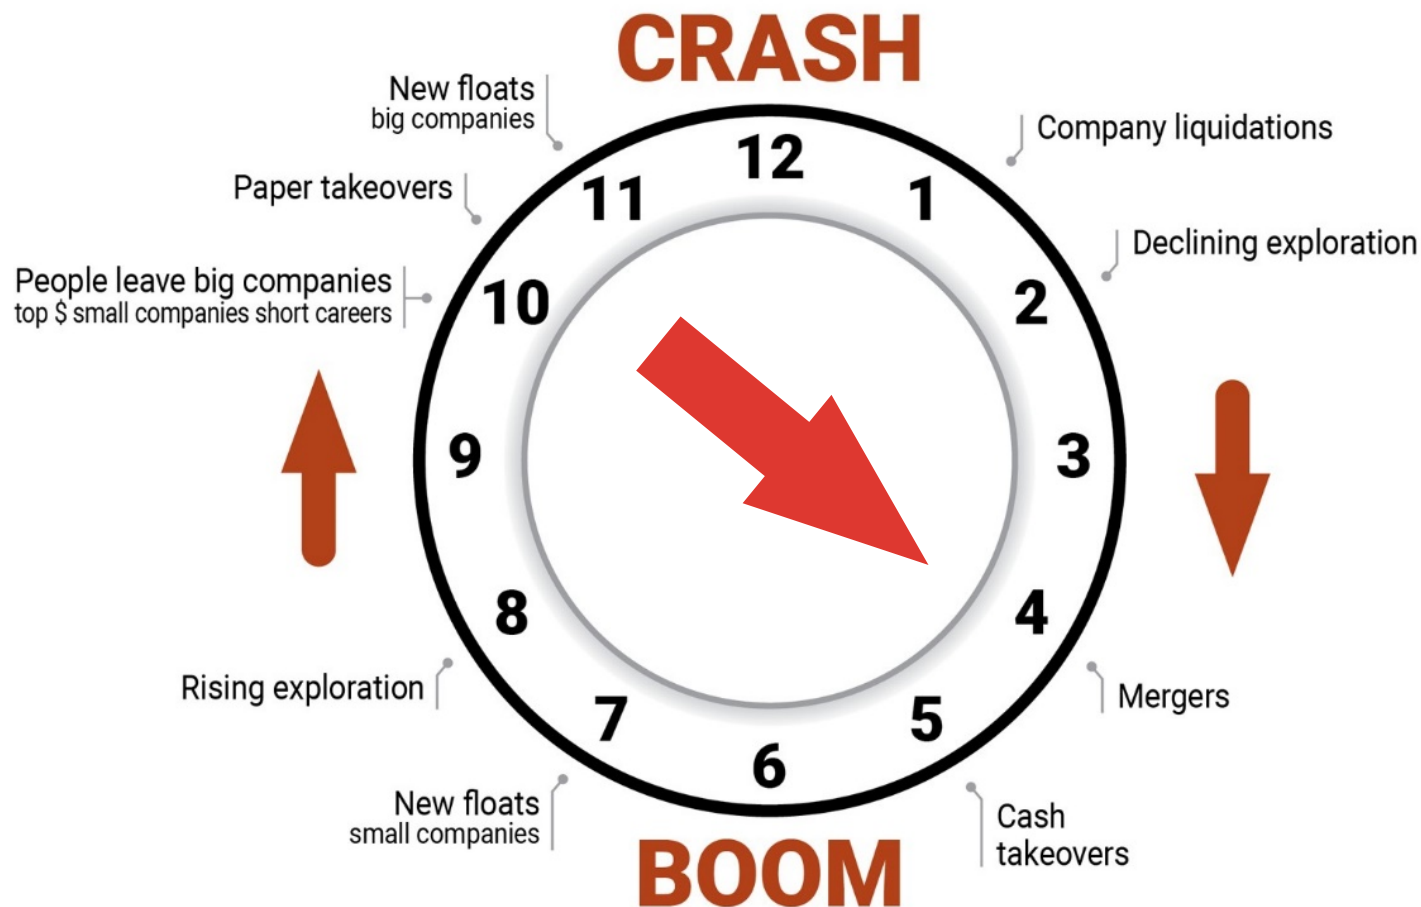 CRASH
New floats
big companies
Company liquidations
12
11
1
Paper takeovers
Declining exploration
People leave big companies
top $ small companies short careers
10
2
9
3
8
4
Rising exploration
Mergers
7
5
6
New floats
small companies
Cash
takeovers
BOOM